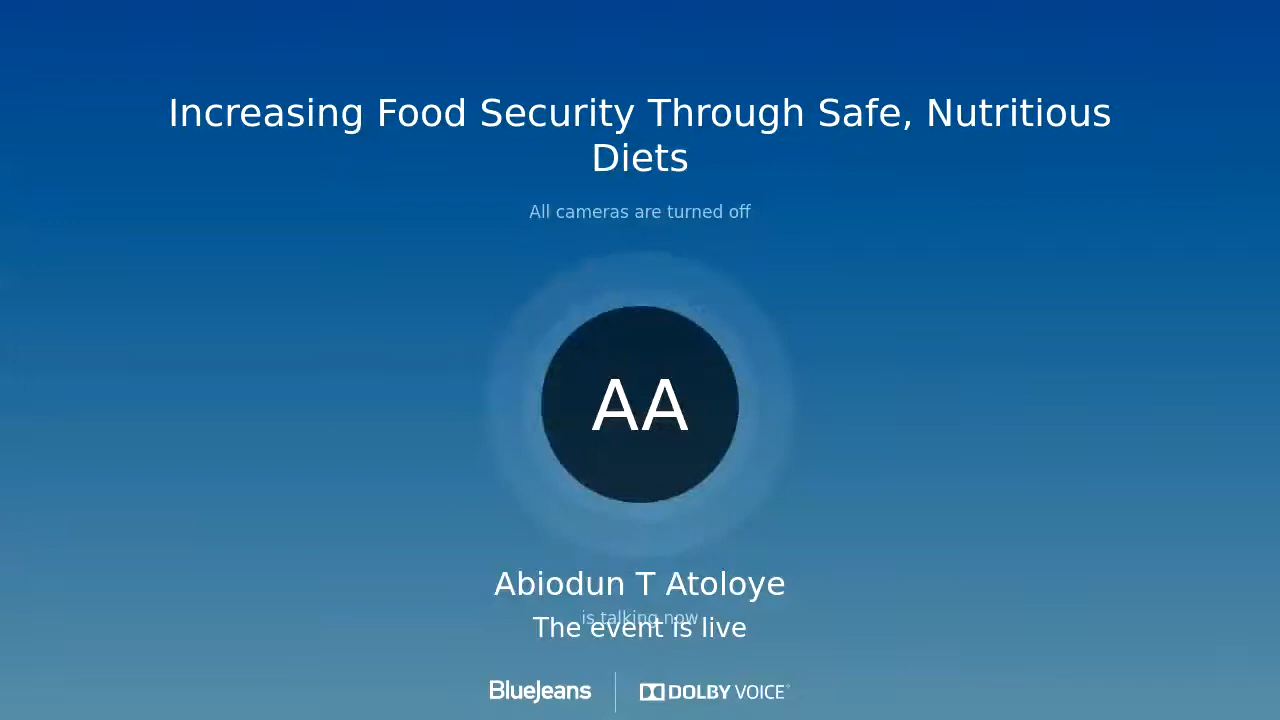 Increasing Food Security Through Safe, Nutritious
Diets
All cameras are turned off
AA
Abiodun T Atoloye
is talking now
The event is live
BlueJeans DOLBY VOICE